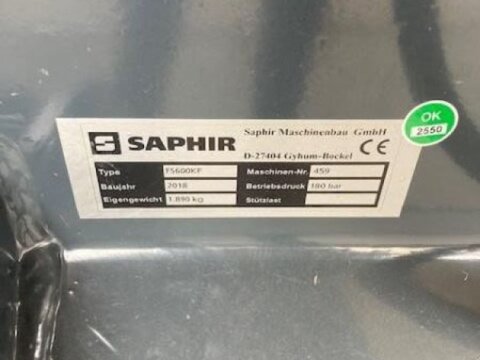 SAPHIR
Saphir Maschinenbau GmbH
D-27404 Gyhum-Bockel
CE
Type FS600KF Maschinen-Nr. 459
Baujahr 2018 Betriebsdruck 180 bar
Eigengewicht 1.890 kg Stützlast
OK
2550